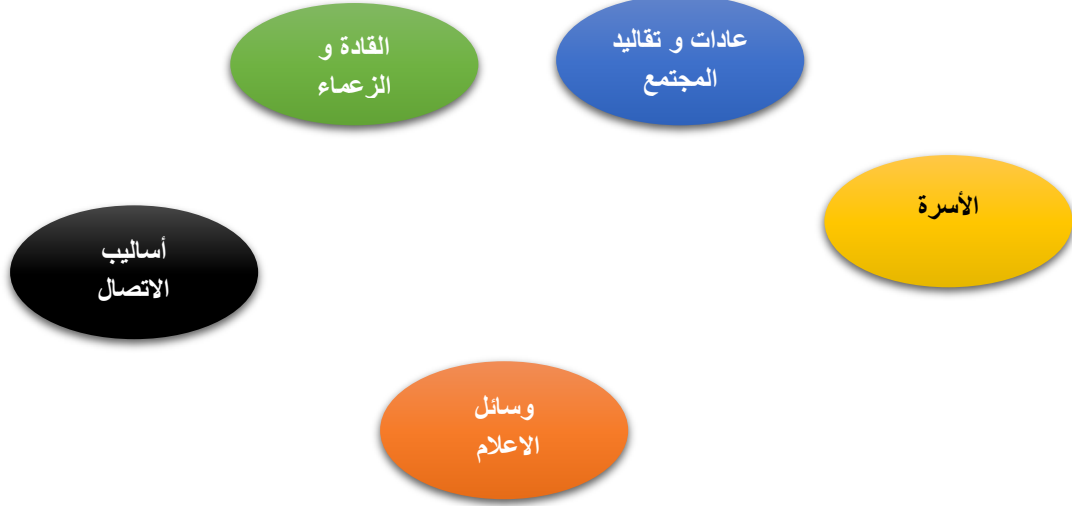 عادات و تقاليد
المجتمع
القادة و
الزعماء
الأسرة
أساليب
الاتصال
وسائل
الاعلام